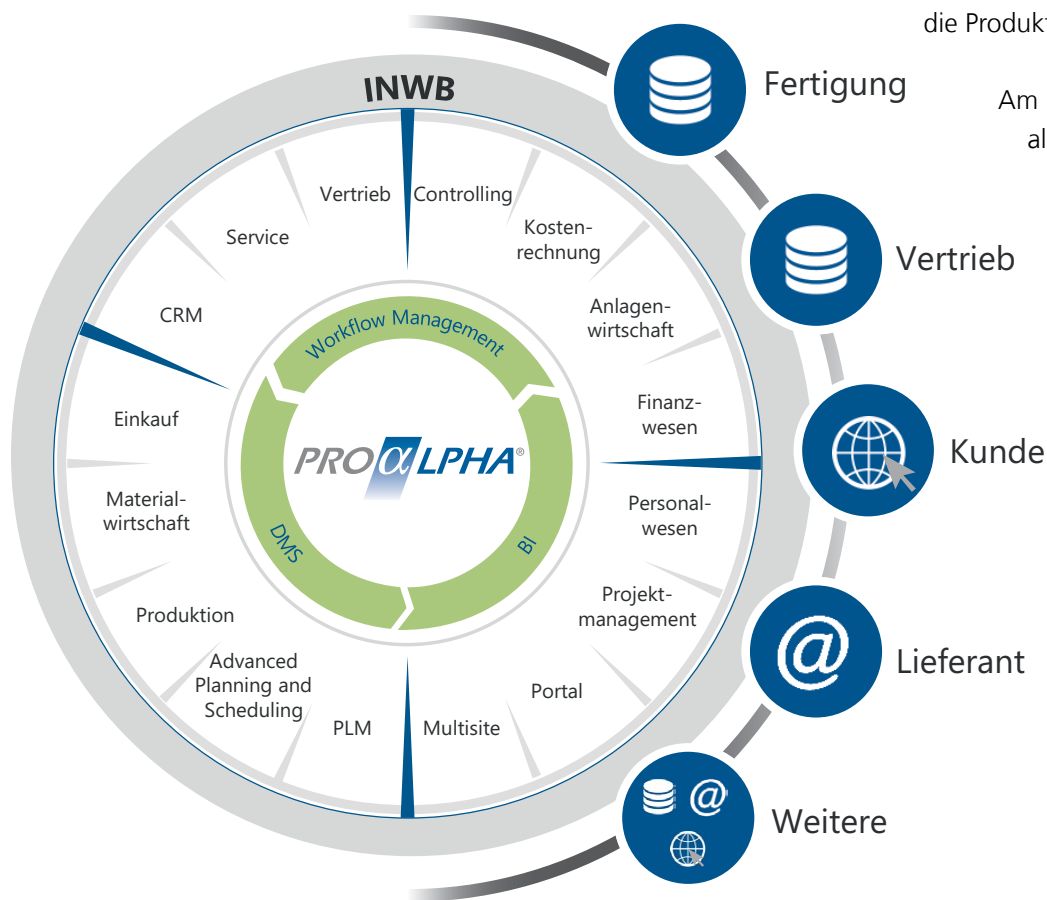 die Produkt
Am
al
INWB
Fertigung
Vertrieb
Kunde
Lieferant
Weitere
Controlling
Kosten-
rechnung
Anlagen-
wirtschaft
Finanz-
wesen
Personal-
wesen
Projekt-
management
Portal
Multisite
PLM
Advanced
Planning and
Scheduling
Produktion
Material-
wirtschaft
Einkauf
CRM
Service
Vertrieb
Workflow Management
BI
DMS
PROαLPHA®
@
@